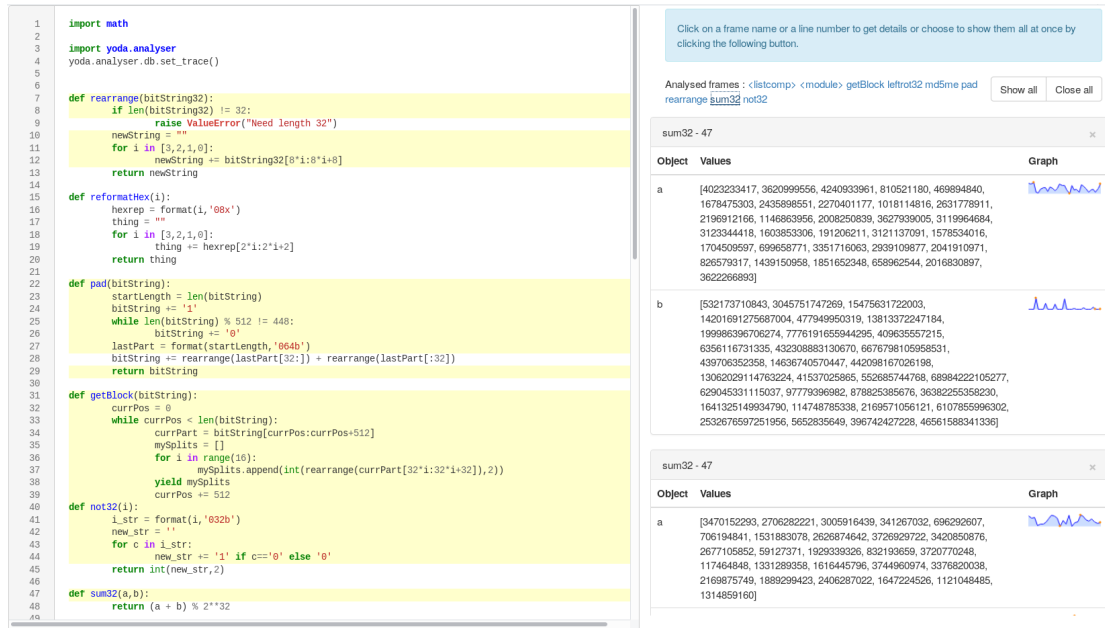 1 import math
2
3 import yoda.analyser
4 yoda.analyser.db.set_trace()
5
6
7 def rearrange(bitString32):
8 if len(bitString32) != 32:
9 raise ValueError("Need length 32")
10 newString = ""
11 for i in [3,2,1,0]:
12 newString += bitString32[8*i:8*i+8]
13 return newString
14
15 def reformatHex(i):
16 hexrep = format(i,'08x')
17 thing = ""
18 for i in [3,2,1,0]:
19 thing += hexrep[2*i:2*i+2]
20 return thing
21
22 def pad(bitString):
23 startLength = len(bitString)
24 bitString += '1'
25 while len(bitString) % 512 != 448:
26 bitString += '0'
27 lastPart = format(startLength,'064b')
28 bitString += rearrange(lastPart[32:]) + rearrange(lastPart[:32])
29 return bitString
30
31 def getBlock(bitString):
32 currPos = 0
33 while currPos < len(bitString):
34 currPart = bitString[currPos:currPos+512]
35 mySplits = []
36 for i in range(16):
37 mySplits.append(int(rearrange(currPart[32*i:32*i+32]),2))
38 yield mySplits
39 currPos += 512
40 def not32(i):
41 i_str = format(i,'032b')
42 new_str = ''
43 for c in i_str:
44 new_str += '1' if c=='0' else '0'
45 return int(new_str,2)
46
47 def sum32(a,b):
48 return (a + b) % 2**32
49
Click on a frame name or a line number to get details or choose to show them all at once by
clicking the following button.
Analysed frames : <listcomp> <module> getBlock leftrot32 md5me pad
rearrange sum32 not32
Show all Close all
sum32 - 47 ×
Object Values Graph
a [4023233417, 3620999556, 4240933961, 810521180, 469894840,
1678475303, 2435898551, 2270401177, 1018114816, 2631778911,
2196912166, 1146863956, 2008250839, 3627939005, 3119964684,
3123344418, 1603853306, 191206211, 3121137091, 1578534016,
1704509597, 699658771, 3351716063, 2939109877, 2041910971,
826579317, 1439150958, 1851652348, 658962544, 2016830897,
3622266893]
b [532173710843, 3045751747269, 15475631722003,
14201691275687004, 477949950319, 13813372247184,
199986396706274, 7776191655944295, 409635557215,
6356116731335, 432308883130670, 6676798105958531,
439706352358, 14636740570447, 442098167026198,
13062029114763224, 41537025865, 552685744768, 68984222105277,
629045331115037, 97779396982, 878825385676, 36382255358230,
1641325149934790, 114748785338, 2169571056121, 6107855996302,
2532676597251956, 5652835649, 396742427228, 46561588341336]
sum32 - 47 ×
Object Values Graph
a [3470152293, 2706282221, 3005916439, 341267032, 696292607,
706194841, 1531883078, 2626874642, 3726929722, 3420850876,
2677105852, 59127371, 1929339326, 832193659, 3720770248,
117464848, 1331289358, 1616445796, 3744960974, 3376820038,
2169875749, 1889299423, 2406287022, 1647224526, 1121048485,
1314859160]